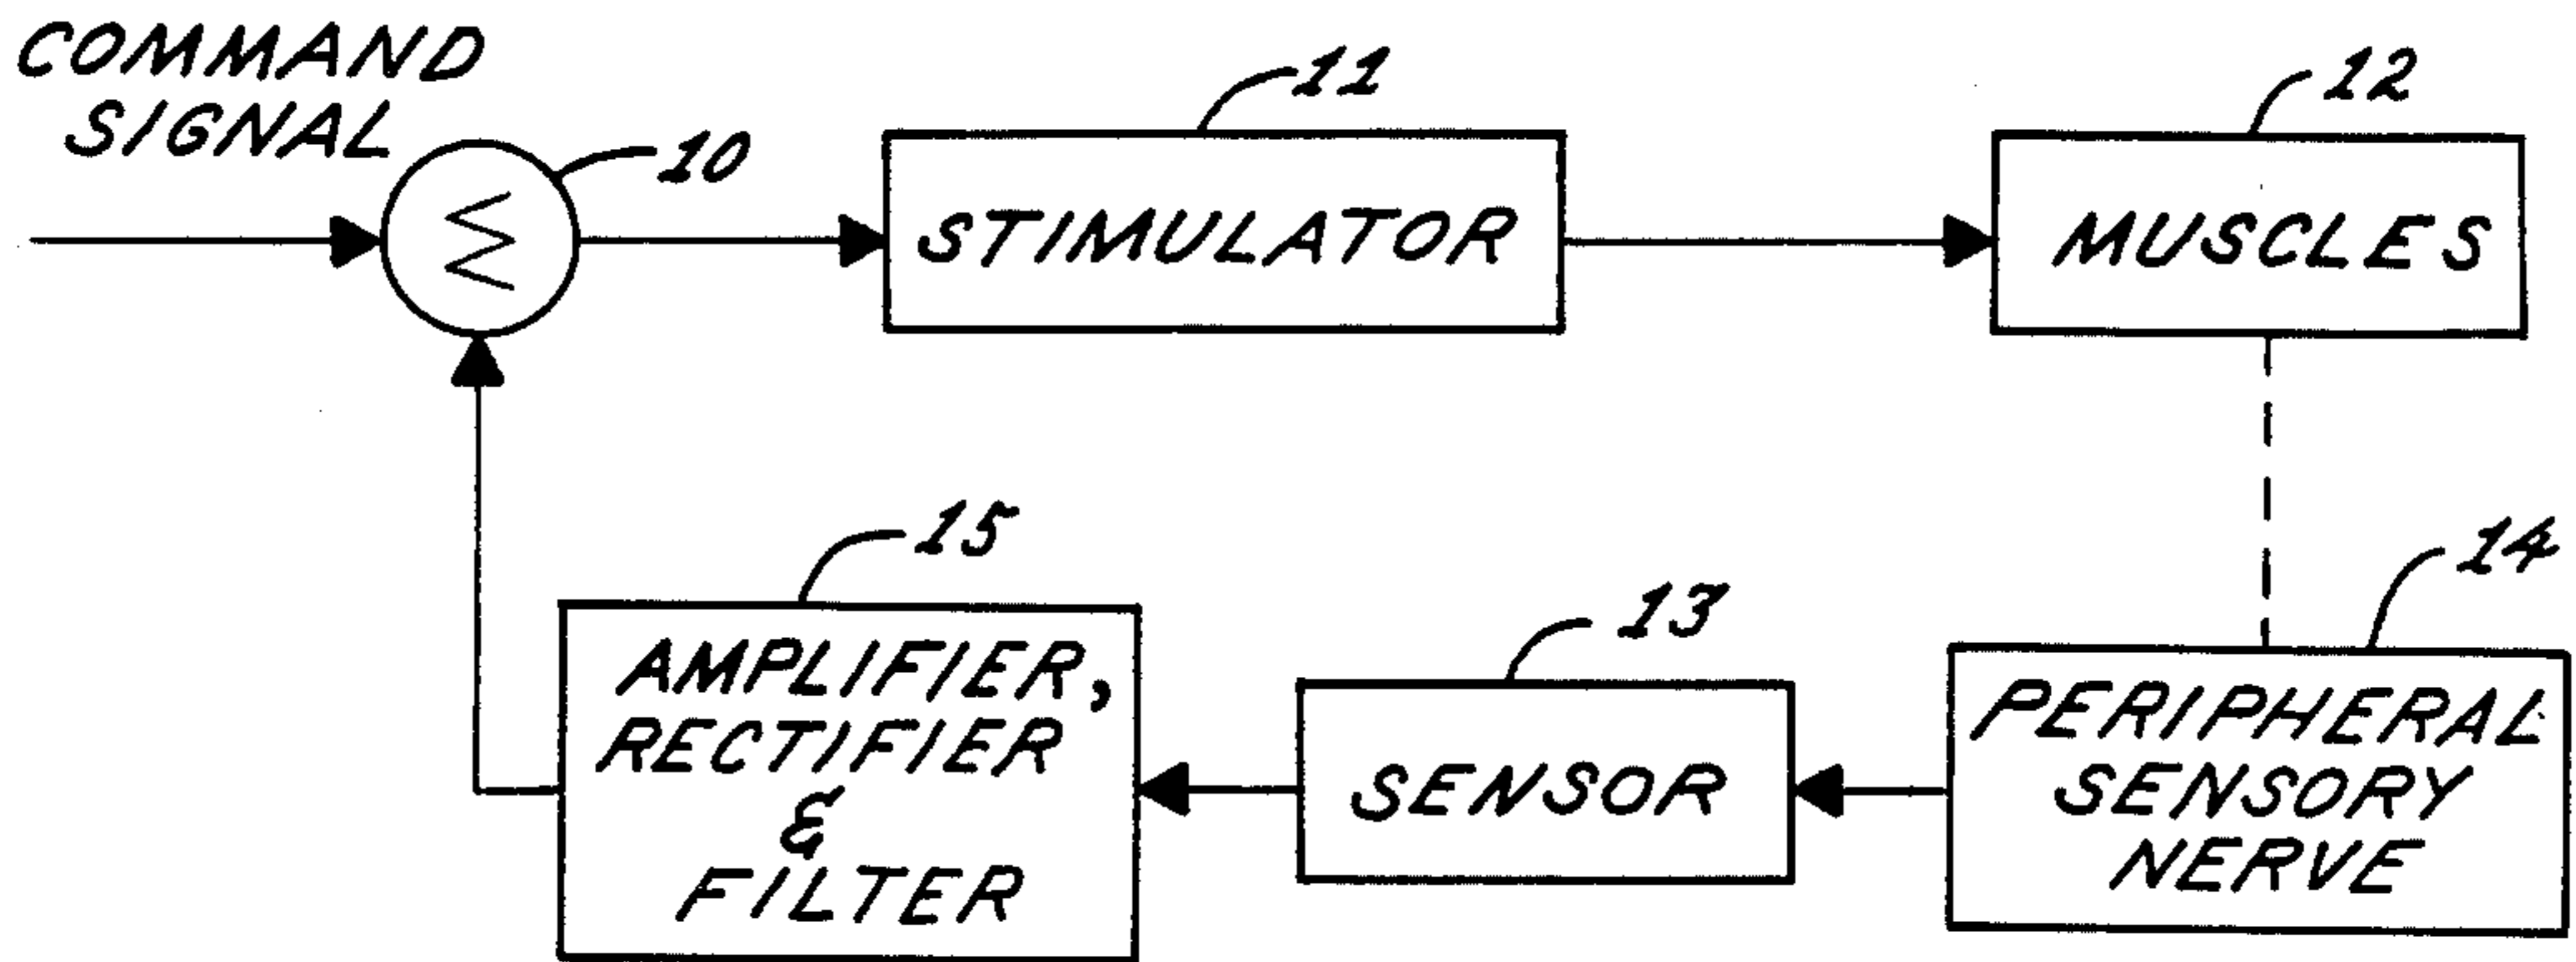 COMMAND
SIGNAL
10
Σ
11
STIMULATOR
12
MUSCLES
15
AMPLIFIER,
RECTIFIER
&
FILTER
13
SENSOR
14
PERIPHERAL
SENSORY
NERVE